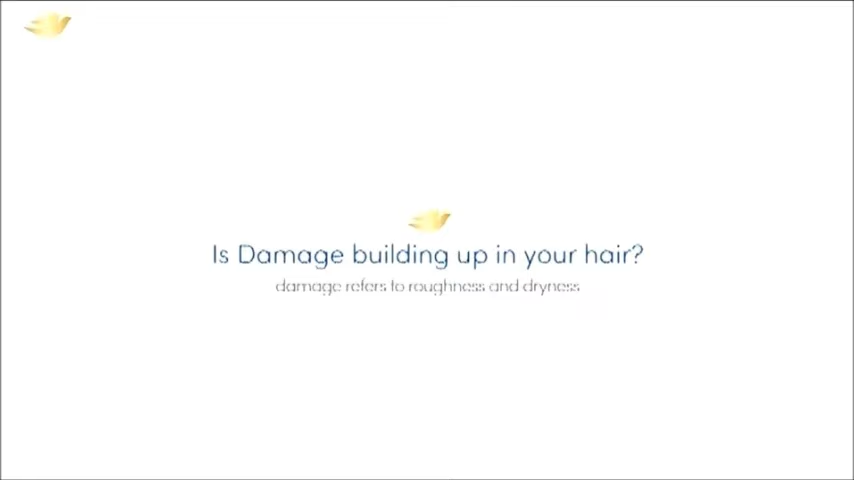 Is Damage building up in your hair?
damage refers to roughness and dryness